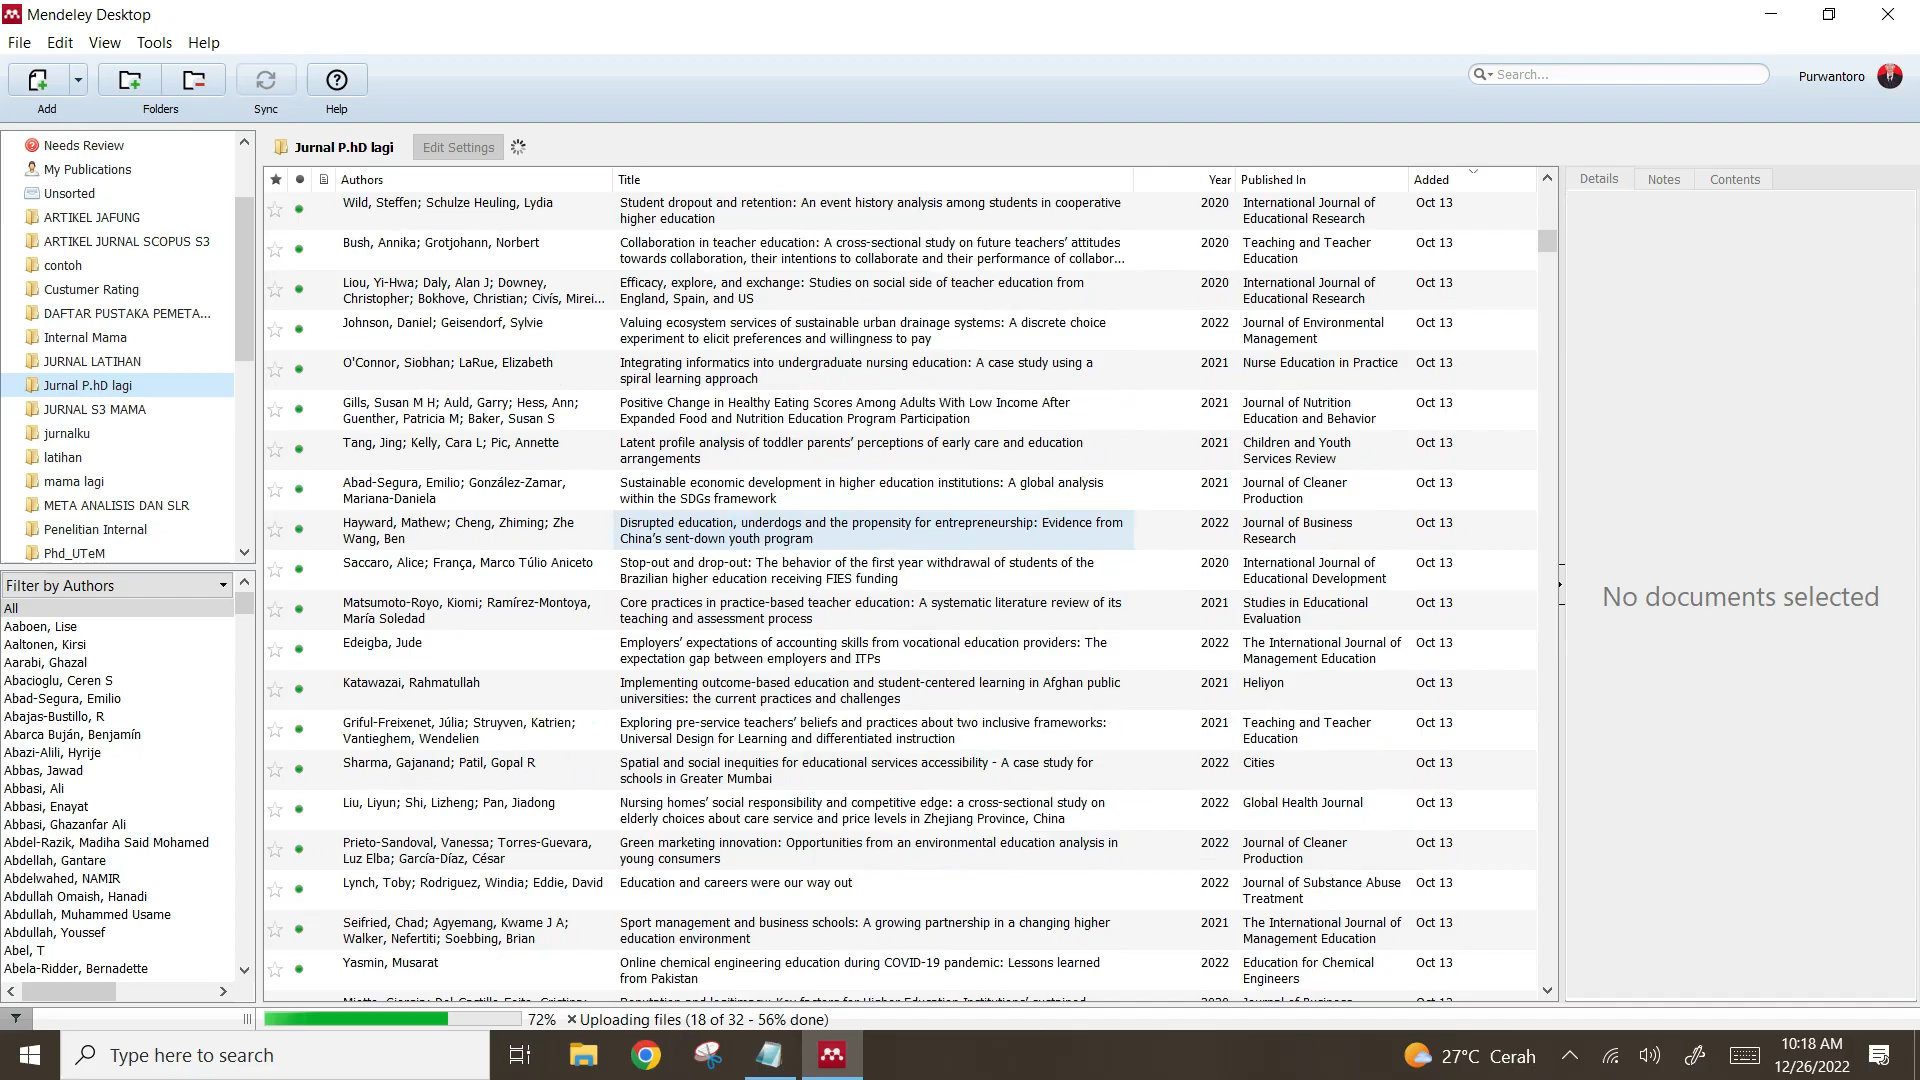 Mendeley Desktop
File Edit View Tools Help
Add Folders Sync Help
Search...
Purwantoro
Needs Review
My Publications
Unsorted
ARTIKEL JAFUNG
ARTIKEL JURNAL SCOPUS S3
contoh
Custumer Rating
DAFTAR PUSTAKA PEMETA...
Internal Mama
JURNAL LATIHAN
Jurnal P.hD lagi
JURNAL S3 MAMA
jurnalku
latihan
mama lagi
META ANALISIS DAN SLR
Penelitian Internal
Phd_UTeM
Filter by Authors
All
Aaboen, Lise
Aaltonen, Kirsi
Aarabi, Ghazal
Abacioglu, Ceren S
Abad-Segura, Emilio
Abajas-Bustillo, R
Abarca Buján, Benjamín
Abazi-Alili, Hyrije
Abbas, Jawad
Abbasi, Ali
Abbasi, Enayat
Abbasi, Ghazanfar Ali
Abdel-Razik, Madiha Said Mohamed
Abdellah, Gantare
Abdelwahed, NAMIR
Abdullah Omaish, Hanadi
Abdullah, Muhammed Usame
Abdullah, Youssef
Abel, T
Abela-Ridder, Bernadette
Jurnal P.hD lagi Edit Settings
Authors Title Year Published In Added
Wild, Steffen; Schulze Heuling, Lydia Student dropout and retention: An event history analysis among students in cooperative 2020 International Journal of Oct 13
higher education Educational Research
Bush, Annika; Grotjohann, Norbert Collaboration in teacher education: A cross-sectional study on future teachers’ attitudes 2020 Teaching and Teacher Oct 13
towards collaboration, their intentions to collaborate and their performance of collabor... Education
Liou, Yi-Hwa; Daly, Alan J; Downey, Efficacy, explore, and exchange: Studies on social side of teacher education from 2020 International Journal of Oct 13
Christopher; Bokhove, Christian; Civís, Mirei... England, Spain, and US Educational Research
Johnson, Daniel; Geisendorf, Sylvie Valuing ecosystem services of sustainable urban drainage systems: A discrete choice 2022 Journal of Environmental Oct 13
experiment to elicit preferences and willingness to pay Management
O'Connor, Siobhan; LaRue, Elizabeth Integrating informatics into undergraduate nursing education: A case study using a 2021 Nurse Education in Practice Oct 13
spiral learning approach
Gills, Susan M H; Auld, Garry; Hess, Ann; Positive Change in Healthy Eating Scores Among Adults With Low Income After 2021 Journal of Nutrition Oct 13
Guenther, Patricia M; Baker, Susan S Expanded Food and Nutrition Education Program Participation Education and Behavior
Tang, Jing; Kelly, Cara L; Pic, Annette Latent profile analysis of toddler parents’ perceptions of early care and education 2021 Children and Youth Oct 13
arrangements Services Review
Abad-Segura, Emilio; González-Zamar, Sustainable economic development in higher education institutions: A global analysis 2021 Journal of Cleaner Oct 13
Mariana-Daniela within the SDGs framework Production
Hayward, Mathew; Cheng, Zhiming; Zhe Disrupted education, underdogs and the propensity for entrepreneurship: Evidence from 2022 Journal of Business Oct 13
Wang, Ben China’s sent-down youth program Research
Saccaro, Alice; França, Marco Túlio Aniceto Stop-out and drop-out: The behavior of the first year withdrawal of students of the 2020 International Journal of Oct 13
Brazilian higher education receiving FIES funding Educational Development
Matsumoto-Royo, Kiomi; Ramírez-Montoya, Core practices in practice-based teacher education: A systematic literature review of its 2021 Studies in Educational Oct 13
María Soledad teaching and assessment process Evaluation
Edeigba, Jude Employers’ expectations of accounting skills from vocational education providers: The 2022 The International Journal of Oct 13
expectation gap between employers and ITPs Management Education
Katawazai, Rahmatullah Implementing outcome-based education and student-centered learning in Afghan public 2021 Heliyon Oct 13
universities: the current practices and challenges
Griful-Freixenet, Júlia; Struyven, Katrien; Exploring pre-service teachers’ beliefs and practices about two inclusive frameworks: 2021 Teaching and Teacher Oct 13
Vantieghem, Wendelien Universal Design for Learning and differentiated instruction Education
Sharma, Gajanand; Patil, Gopal R Spatial and social inequities for educational services accessibility - A case study for 2022 Cities Oct 13
schools in Greater Mumbai
Liu, Liyun; Shi, Lizheng; Pan, Jiadong Nursing homes’ social responsibility and competitive edge: a cross-sectional study on 2022 Global Health Journal Oct 13
elderly choices about care service and price levels in Zhejiang Province, China
Prieto-Sandoval, Vanessa; Torres-Guevara, Green marketing innovation: Opportunities from an environmental education analysis in 2022 Journal of Cleaner Oct 13
Luz Elba; García-Díaz, César young consumers Production
Lynch, Toby; Rodriguez, Windia; Eddie, David Education and careers were our way out 2022 Journal of Substance Abuse Oct 13
Treatment
Seifried, Chad; Agyemang, Kwame J A; Sport management and business schools: A growing partnership in a changing higher 2021 The International Journal of Oct 13
Walker, Nefertiti; Soebbing, Brian education environment Management Education
Yasmin, Musarat Online chemical engineering education during COVID-19 pandemic: Lessons learned 2022 Education for Chemical Oct 13
from Pakistan Engineers
Details Notes Contents
No documents selected
72% Uploading files (18 of 32 - 56% done)
Type here to search
27°C Cerah
10:18 AM
12/26/2022